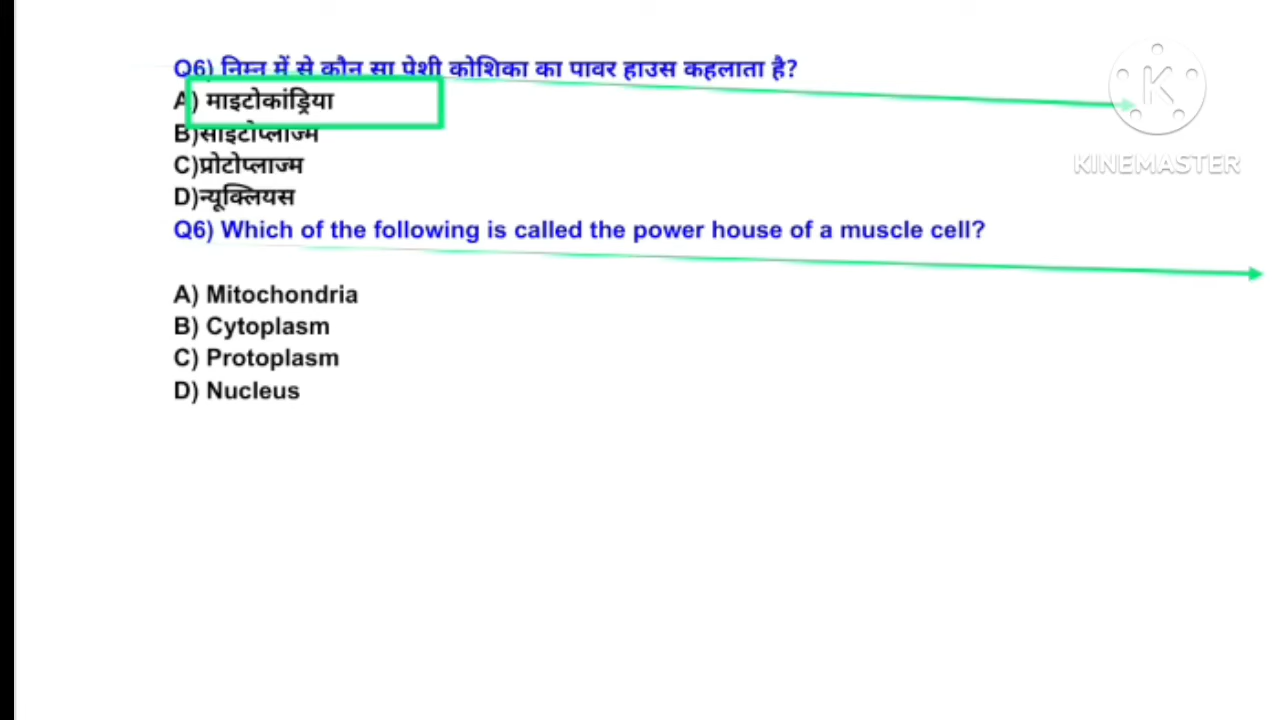 Q6) निम्न में से कौन सा पेशी कोशिका का पावर हाउस कहलाता है?
A) माइटोकांड्रिया
B)साइटोप्लाज्म
C)प्रोटोप्लाज्म
D)न्यूक्लियस
Q6) Which of the following is called the power house of a muscle cell?
A) Mitochondria
B) Cytoplasm
C) Protoplasm
D) Nucleus
K
KINEMASTER